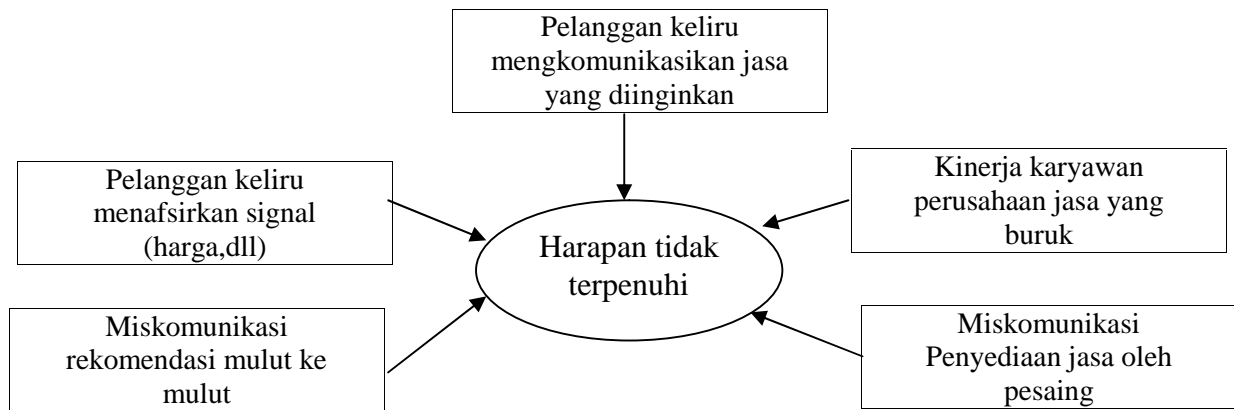 Pelanggan keliru
mengkomunikasikan jasa
yang diinginkan
Pelanggan keliru
menafsirkan signal
(harga,dll)
Kinerja karyawan
perusahaan jasa yang
buruk
Harapan tidak
terpenuhi
Miskomunikasi
rekomendasi mulut ke
mulut
Miskomunikasi
Penyediaan jasa oleh
pesaing